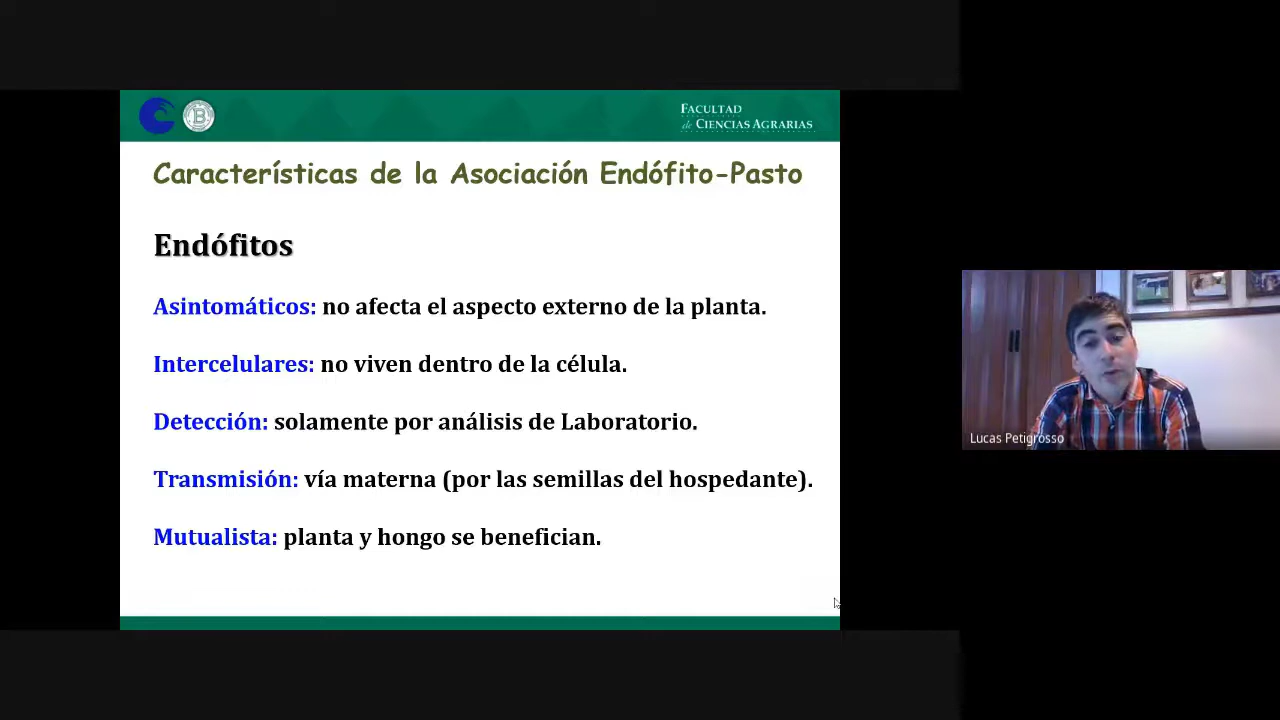 FACULTAD
de CIENCIAS AGRARIAS
Características de la Asociación Endófito-Pasto
Endófitos
Asintomáticos: no afecta el aspecto externo de la planta.
Intercelulares: no viven dentro de la célula.
Detección: solamente por análisis de Laboratorio.
Transmisión: vía materna (por las semillas del hospedante).
Mutualista: planta y hongo se benefician.
Lucas Petigrosso